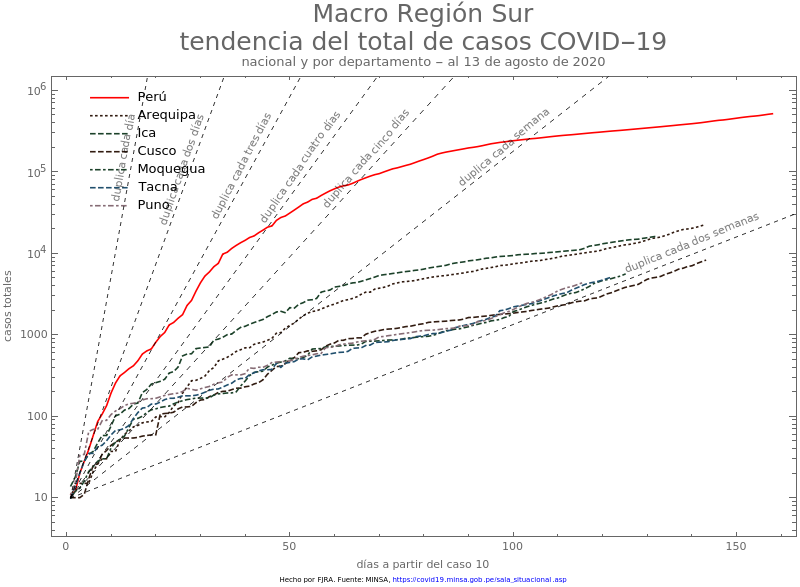 Macro Región Sur
tendencia del total de casos COVID−19
nacional y por departamento − al 13 de agosto de 2020
10^6
10^5
10^4
1000
100
10
casos totales
Perú
Arequipa
Ica
Cusco
Moquegua
Tacna
Puno
duplica cada día
duplica cada dos días
duplica cada tres días
duplica cada cuatro días
duplica cada cinco días
duplica cada semana
duplica cada dos semanas
0 50 100 150
días a partir del caso 10
Hecho por FJRA. Fuente: MINSA, https://covid19.minsa.gob.pe/sala_situacional.asp